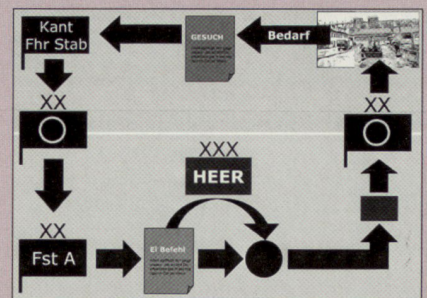 Kant
Fhr Stab
GESUCH
Bedarf
XX
XX
XXX
HEER
XX
Fst A
El Befehl